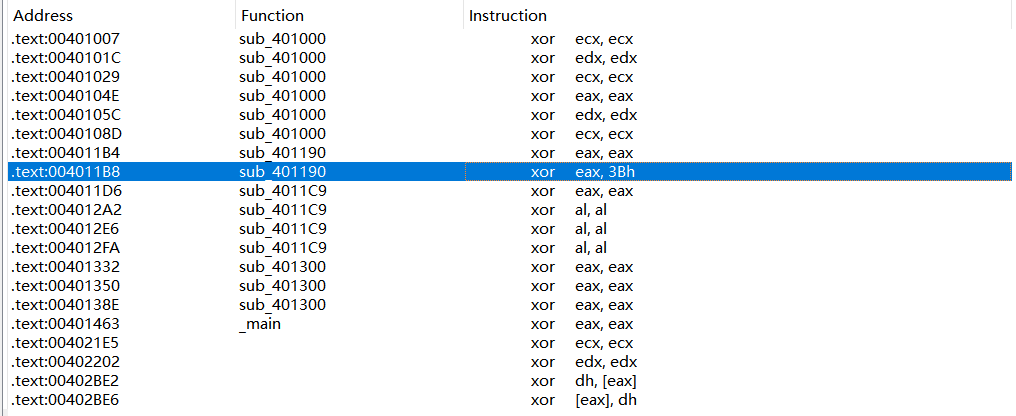 Address Function Instruction
.text:00401007 sub_401000 xor ecx, ecx
.text:0040101C sub_401000 xor edx, edx
.text:00401029 sub_401000 xor ecx, ecx
.text:0040104E sub_401000 xor eax, eax
.text:0040105C sub_401000 xor edx, edx
.text:0040108D sub_401000 xor ecx, ecx
.text:004011B4 sub_401190 xor eax, eax
.text:004011B8 sub_401190 xor eax, 3Bh
.text:004011D6 sub_4011C9 xor eax, eax
.text:004012A2 sub_4011C9 xor al, al
.text:004012E6 sub_4011C9 xor al, al
.text:004012FA sub_4011C9 xor al, al
.text:00401332 sub_401300 xor eax, eax
.text:00401350 sub_401300 xor eax, eax
.text:0040138E sub_401300 xor eax, eax
.text:00401463 _main xor eax, eax
.text:004021E5 xor ecx, ecx
.text:00402202 xor edx, edx
.text:00402BE2 xor dh, [eax]
.text:00402BE6 xor [eax], dh